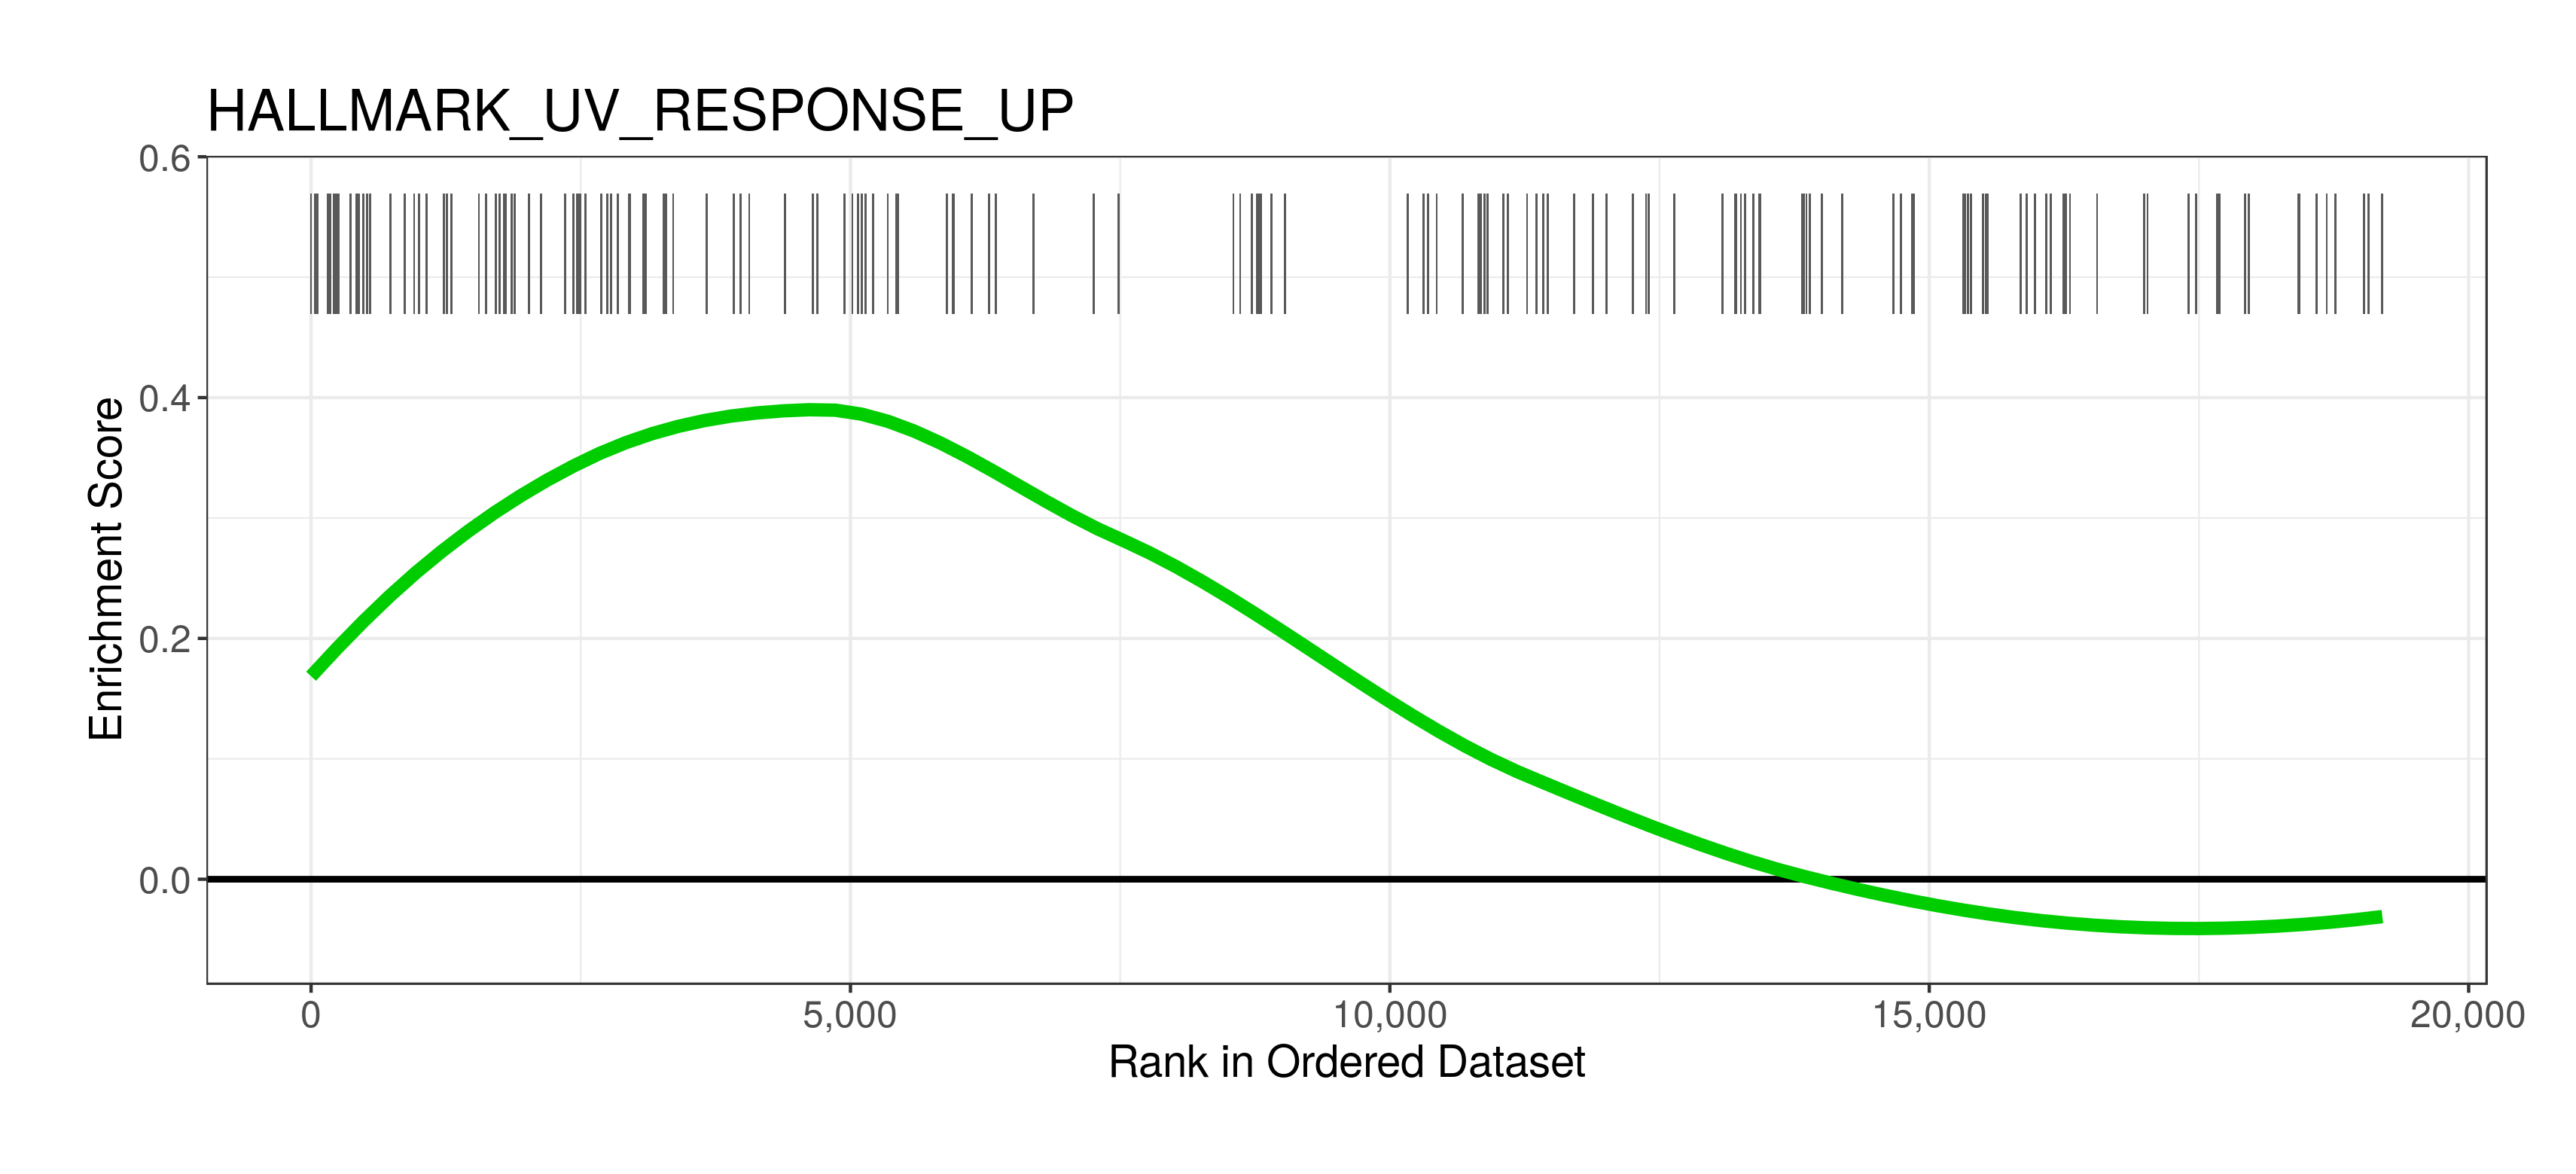 HALLMARK_UV_RESPONSE_UP
0.6
0.4
0.2
0.0
Enrichment Score
0 5,000 10,000 15,000 20,000
Rank in Ordered Dataset